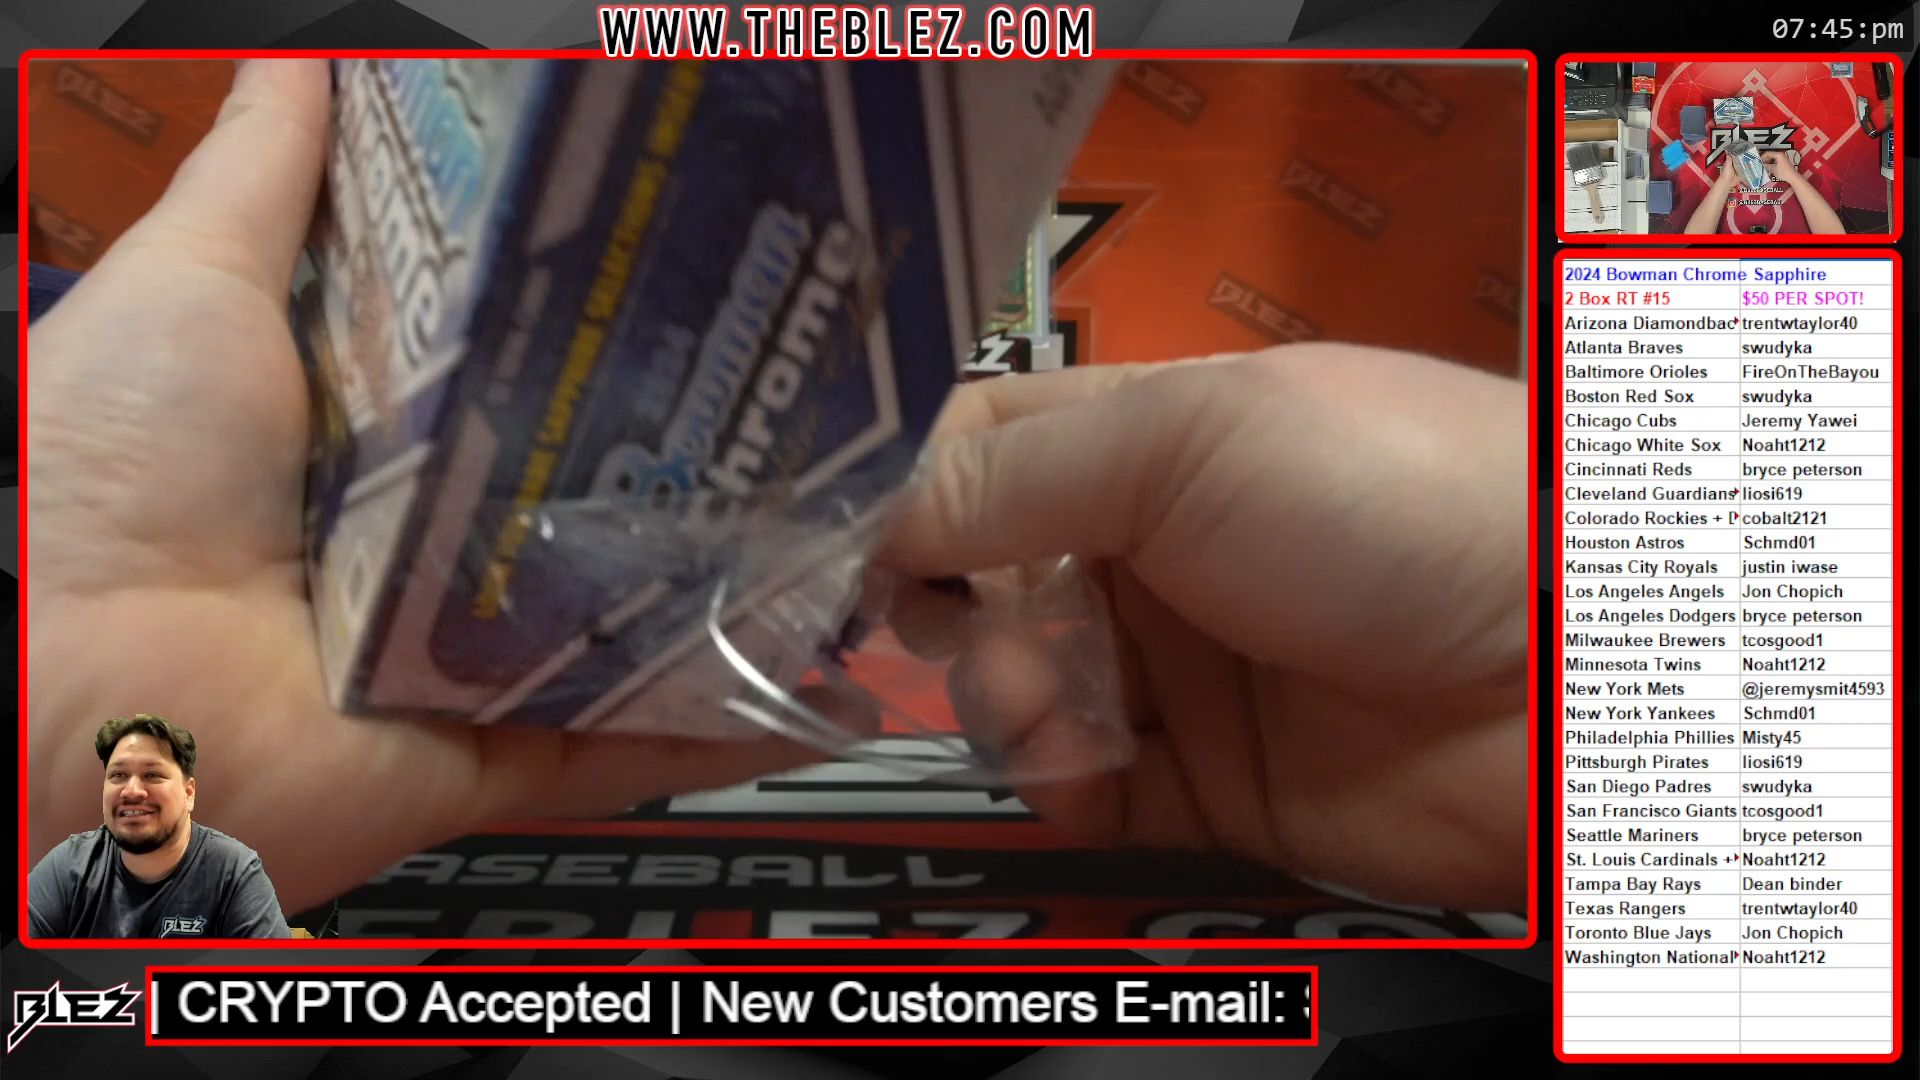 WWW.THEBLEZ.COM
07:45:pm
BLEZ
2024
Bowman
Chrome
BLEZ
BASEBALL
2024 Bowman Chrome Sapphire
2 Box RT #15 $50 PER SPOT!
Arizona Diamondbac trentwtaylor40
Atlanta Braves swudyka
Baltimore Orioles FireOnTheBayou
Boston Red Sox swudyka
Chicago Cubs Jeremy Yawei
Chicago White Sox Noaht1212
Cincinnati Reds bryce peterson
Cleveland Guardians liosi619
Colorado Rockies + D cobalt2121
Houston Astros Schmd01
Kansas City Royals justin iwase
Los Angeles Angels Jon Chopich
Los Angeles Dodgers bryce peterson
Milwaukee Brewers tcosgood1
Minnesota Twins Noaht1212
New York Mets @jeremysmit4593
New York Yankees Schmd01
Philadelphia Phillies Misty45
Pittsburgh Pirates liosi619
San Diego Padres swudyka
San Francisco Giants tcosgood1
Seattle Mariners bryce peterson
St. Louis Cardinals + Noaht1212
Tampa Bay Rays Dean binder
Texas Rangers trentwtaylor40
Toronto Blue Jays Jon Chopich
Washington National Noaht1212
BLEZ
BLEZ
| CRYPTO Accepted | New Customers E-mail: